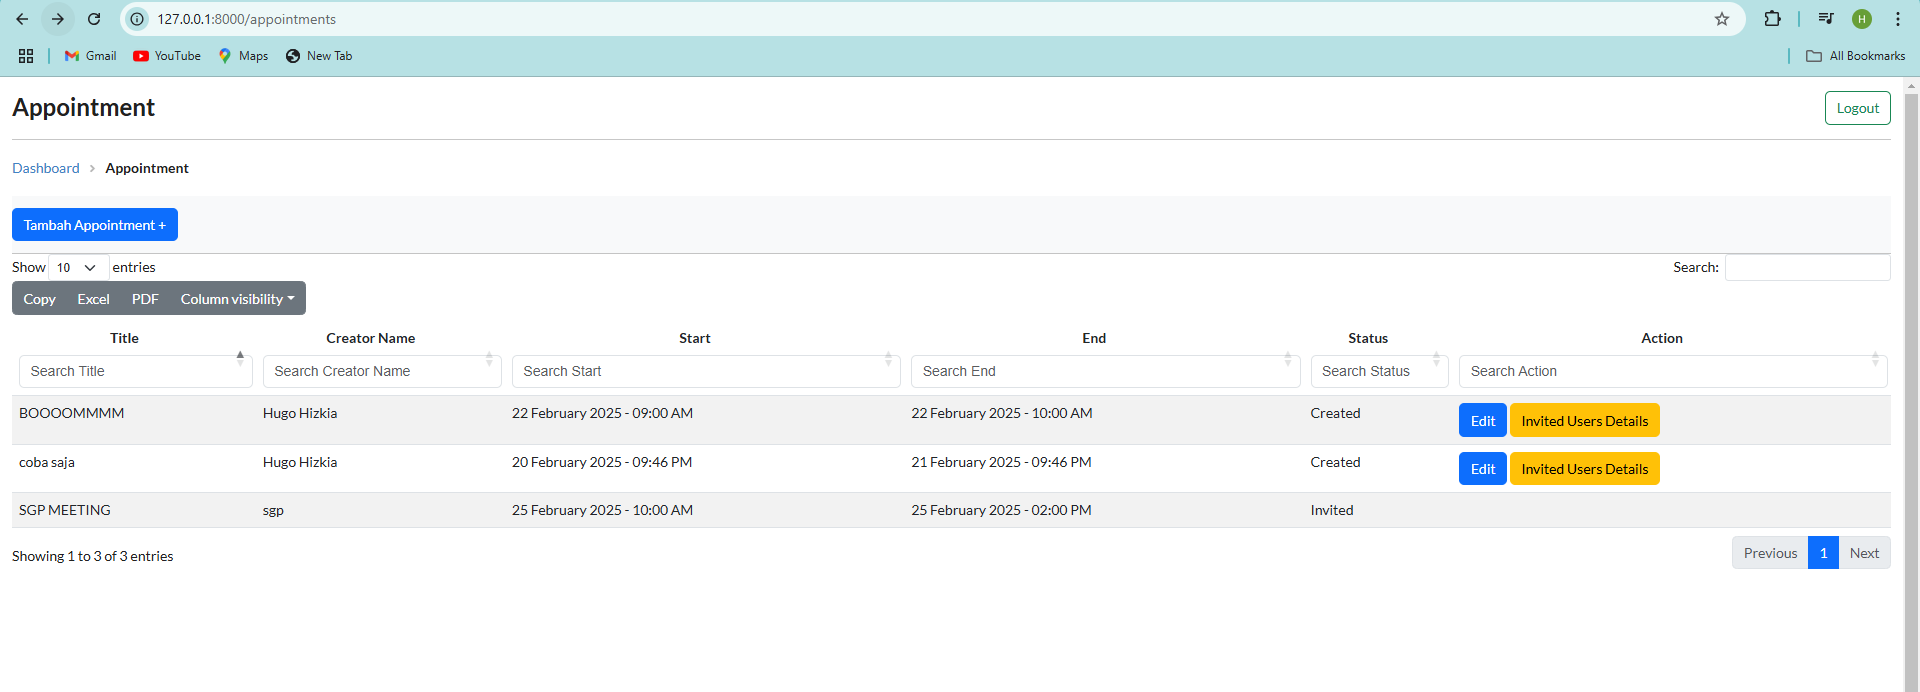 127.0.0.1:8000/appointments
H
Gmail YouTube Maps New Tab All Bookmarks
Appointment Logout
Dashboard > Appointment
Tambah Appointment +
Show 10 entries Search:
Copy Excel PDF Column visibility
Title Creator Name Start End Status Action
Search Title Search Creator Name Search Start Search End Search Status Search Action
BOOOOMMMM Hugo Hizkia 22 February 2025 - 09:00 AM 22 February 2025 - 10:00 AM Created Edit Invited Users Details
coba saja Hugo Hizkia 20 February 2025 - 09:46 PM 21 February 2025 - 09:46 PM Created Edit Invited Users Details
SGP MEETING sgp 25 February 2025 - 10:00 AM 25 February 2025 - 02:00 PM Invited
Showing 1 to 3 of 3 entries Previous 1 Next